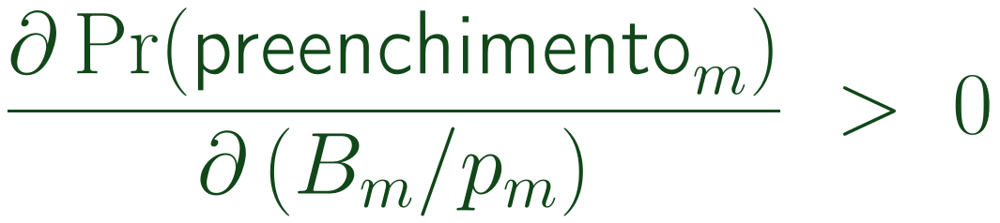 ∂ Pr(preenchimento_m)
> 0
∂ (B_m/p_m)